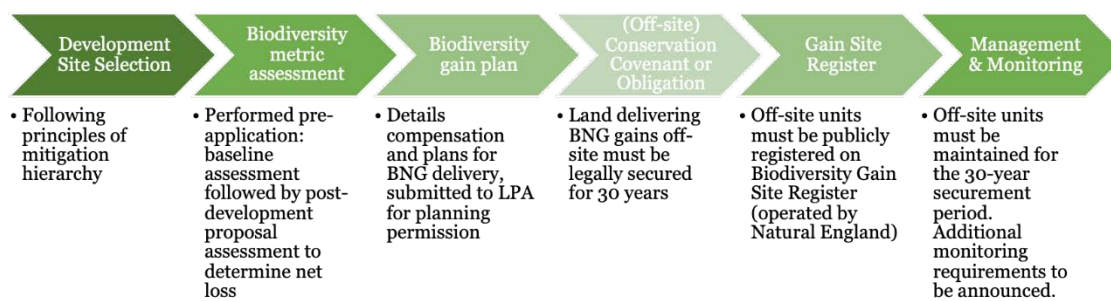 Development
Site Selection
• Following
principles of
mitigation
hierarchy
Biodiversity
metric
assessment
• Performed pre-
application:
baseline
assessment
followed by post-
development
proposal
assessment to
determine net
loss
Biodiversity
gain plan
• Details
compensation
and plans for
BNG delivery,
submitted to LPA
for planning
permission
(Off-site)
Conservation
Covenant or
Obligation
• Land delivering
BNG gains off-
site must be
legally secured
for 30 years
Gain Site
Register
• Off-site units
must be publicly
registered on
Biodiversity Gain
Site Register
(operated by
Natural England)
Management
& Monitoring
• Off-site units
must be
maintained for
the 30-year
securement
period.
Additional
monitoring
requirements to
be announced.